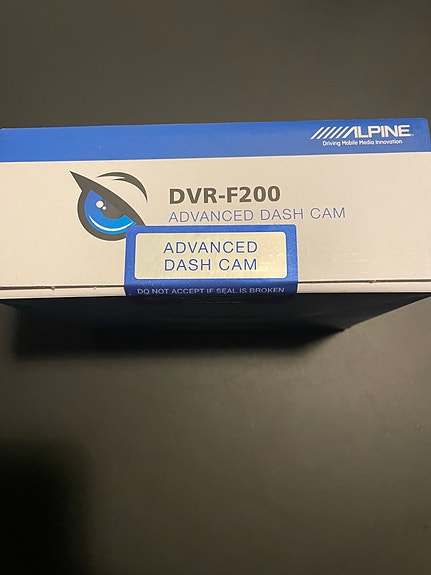 ALPINE
Driving Mobile Media Innovation
DVR-F200
ADVANCED DASH CAM
ADVANCED
DASH CAM
DO NOT ACCEPT IF SEAL IS BROKEN